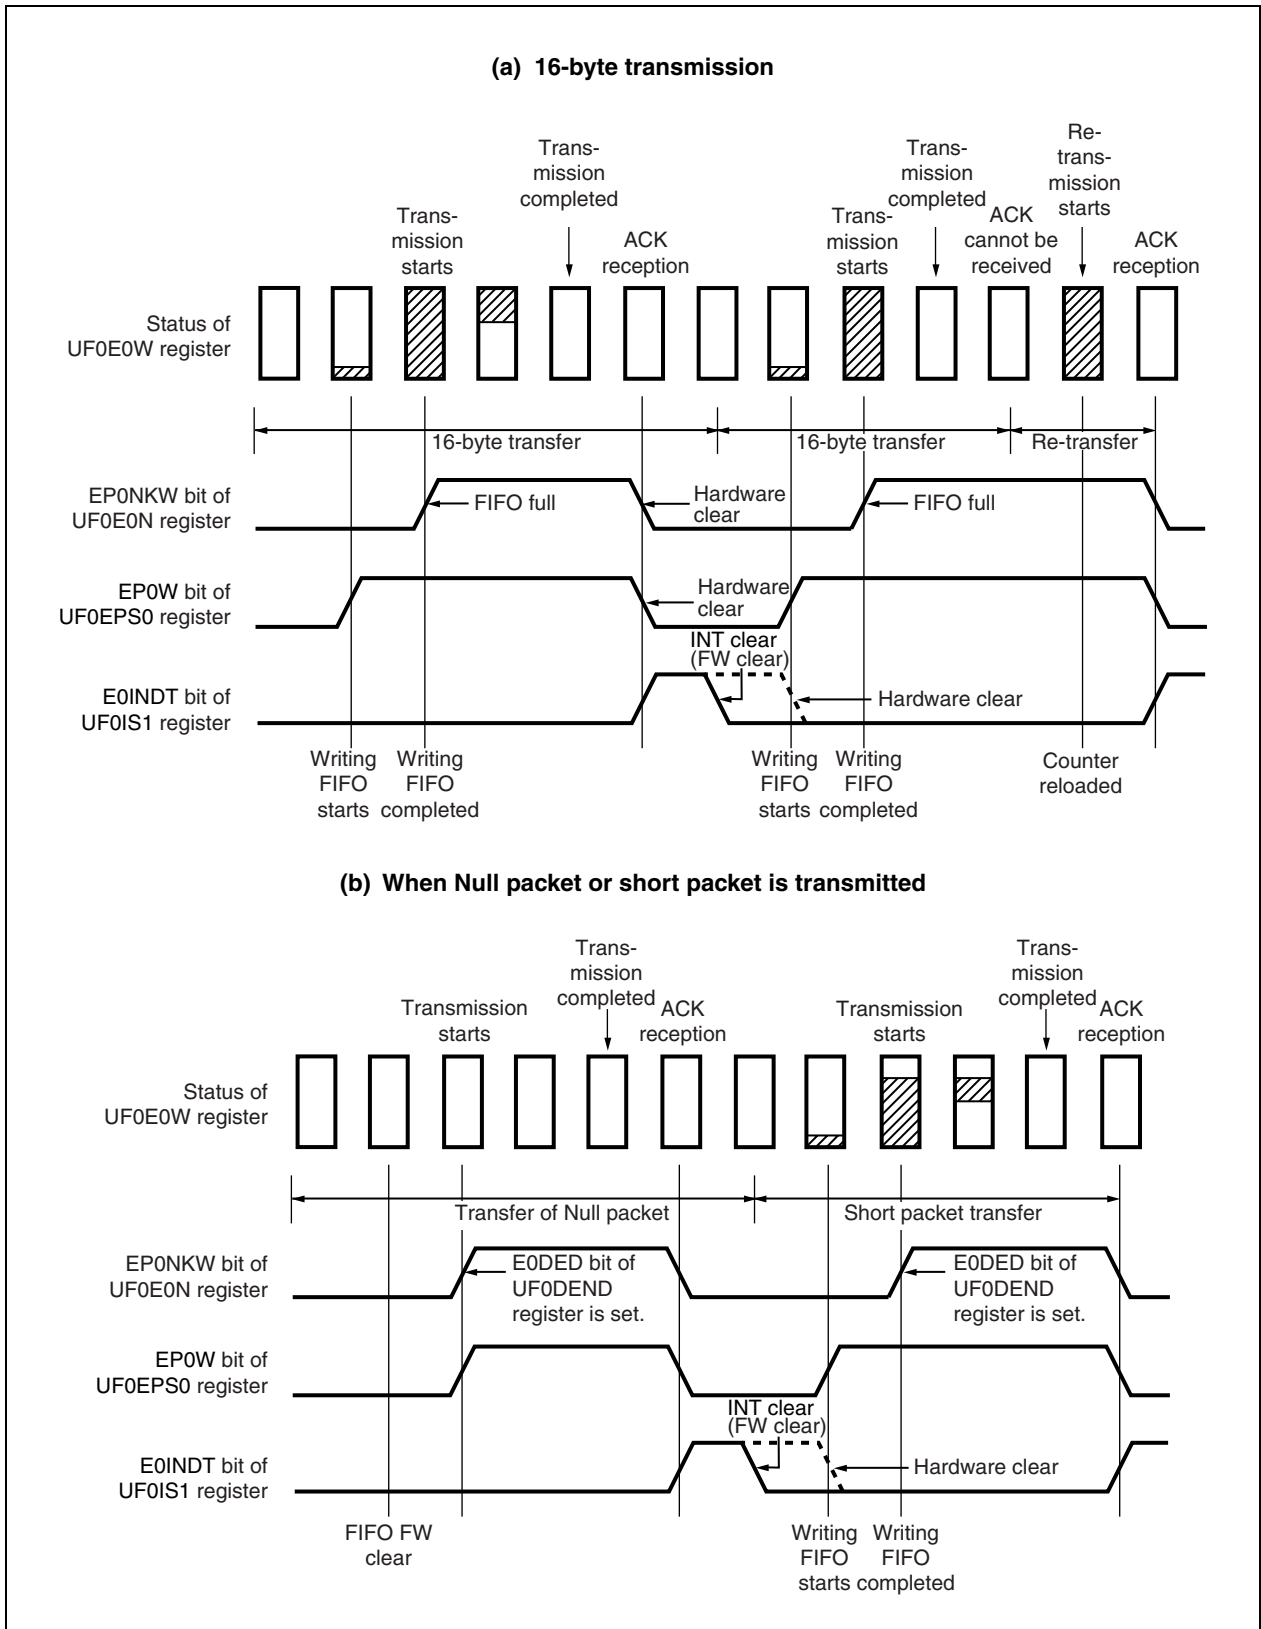 (a) 16-byte transmission
Trans-
mission
completed
Trans-
mission
starts
ACK
reception
Trans-
mission
completed
Trans-
mission
starts
ACK
cannot be
received
Re-
trans-
mission
starts
ACK
reception
Status of
UF0E0W register
16-byte transfer
16-byte transfer
Re-transfer
EP0NKW bit of
UF0E0N register
FIFO full
Hardware
clear
FIFO full
EP0W bit of
UF0EPS0 register
Hardware
clear
INT clear
(FW clear)
E0INDT bit of
UF0IS1 register
Hardware clear
Writing
FIFO
starts
Writing
FIFO
completed
Writing
FIFO
starts
Writing
FIFO
completed
Counter
reloaded
(b) When Null packet or short packet is transmitted
Transmission
starts
Trans-
mission
completed
ACK
reception
Transmission
starts
Trans-
mission
completed
ACK
reception
Status of
UF0E0W register
Transfer of Null packet
Short packet transfer
EP0NKW bit of
UF0E0N register
E0DED bit of
UF0DEND
register is set.
E0DED bit of
UF0DEND
register is set.
EP0W bit of
UF0EPS0 register
INT clear
(FW clear)
E0INDT bit of
UF0IS1 register
Hardware clear
FIFO FW
clear
Writing
FIFO
starts
Writing
FIFO
completed